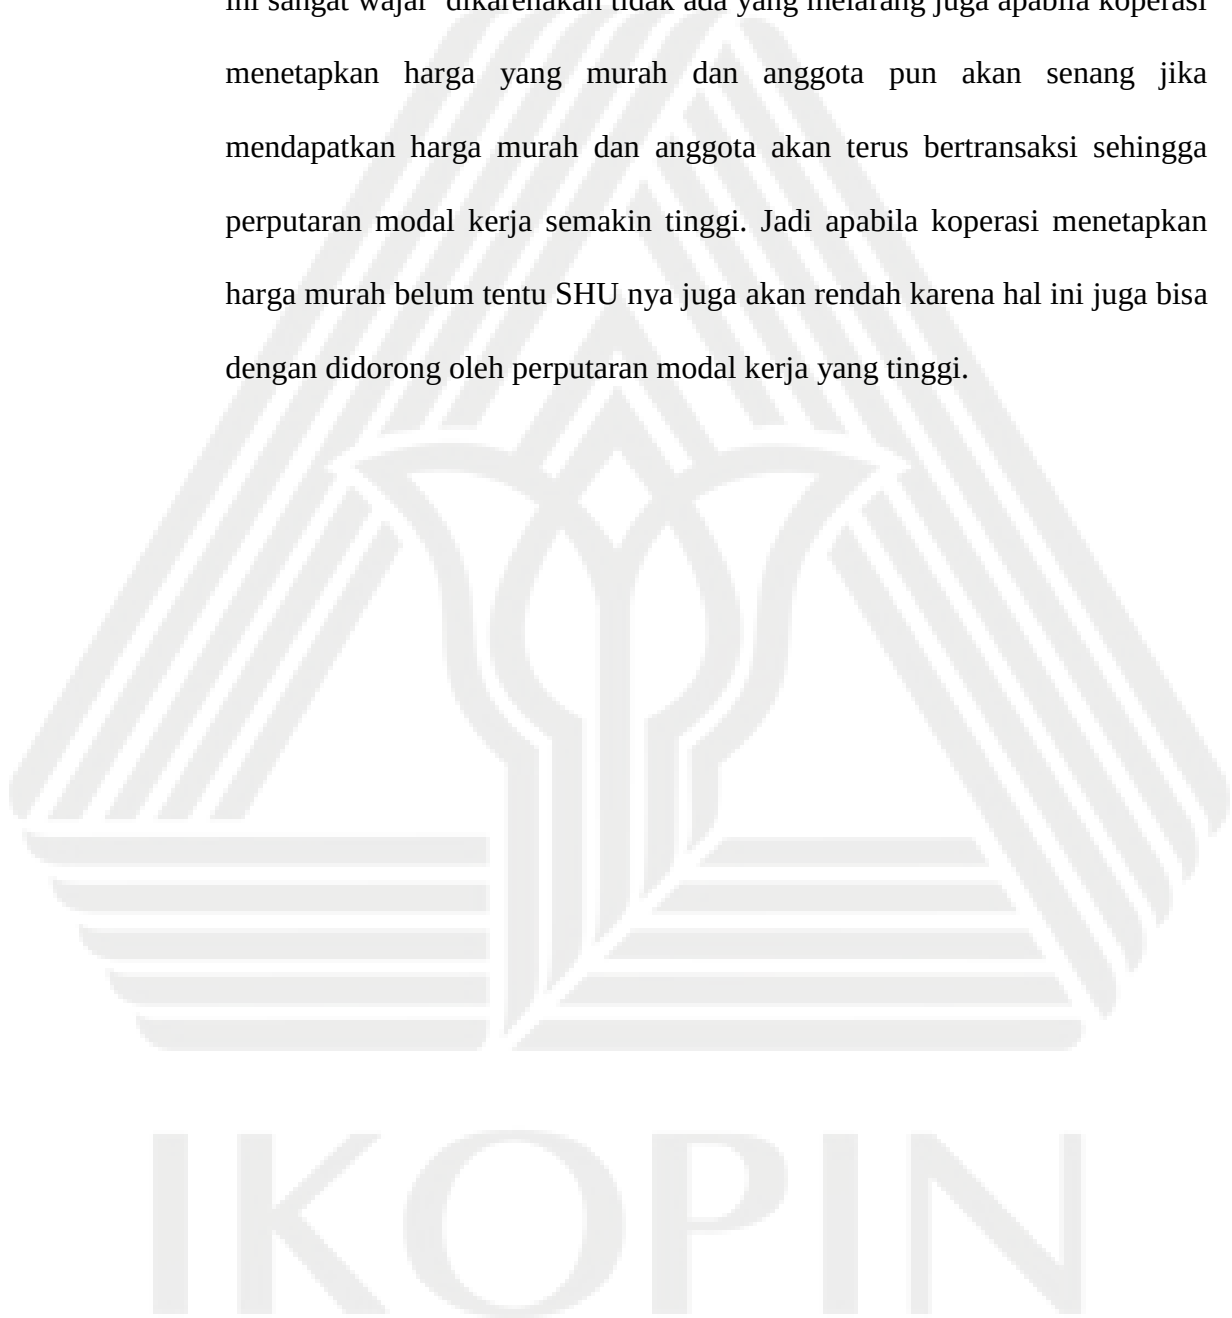 ini sangat wajar dikarenakan tidak ada yang melarang juga apabila koperasi
menetapkan harga yang murah dan anggota pun akan senang jika
mendapatkan harga murah dan anggota akan terus bertransaksi sehingga
perputaran modal kerja semakin tinggi. Jadi apabila koperasi menetapkan
harga murah belum tentu SHU nya juga akan rendah karena hal ini juga bisa
dengan didorong oleh perputaran modal kerja yang tinggi.
IKOPIN